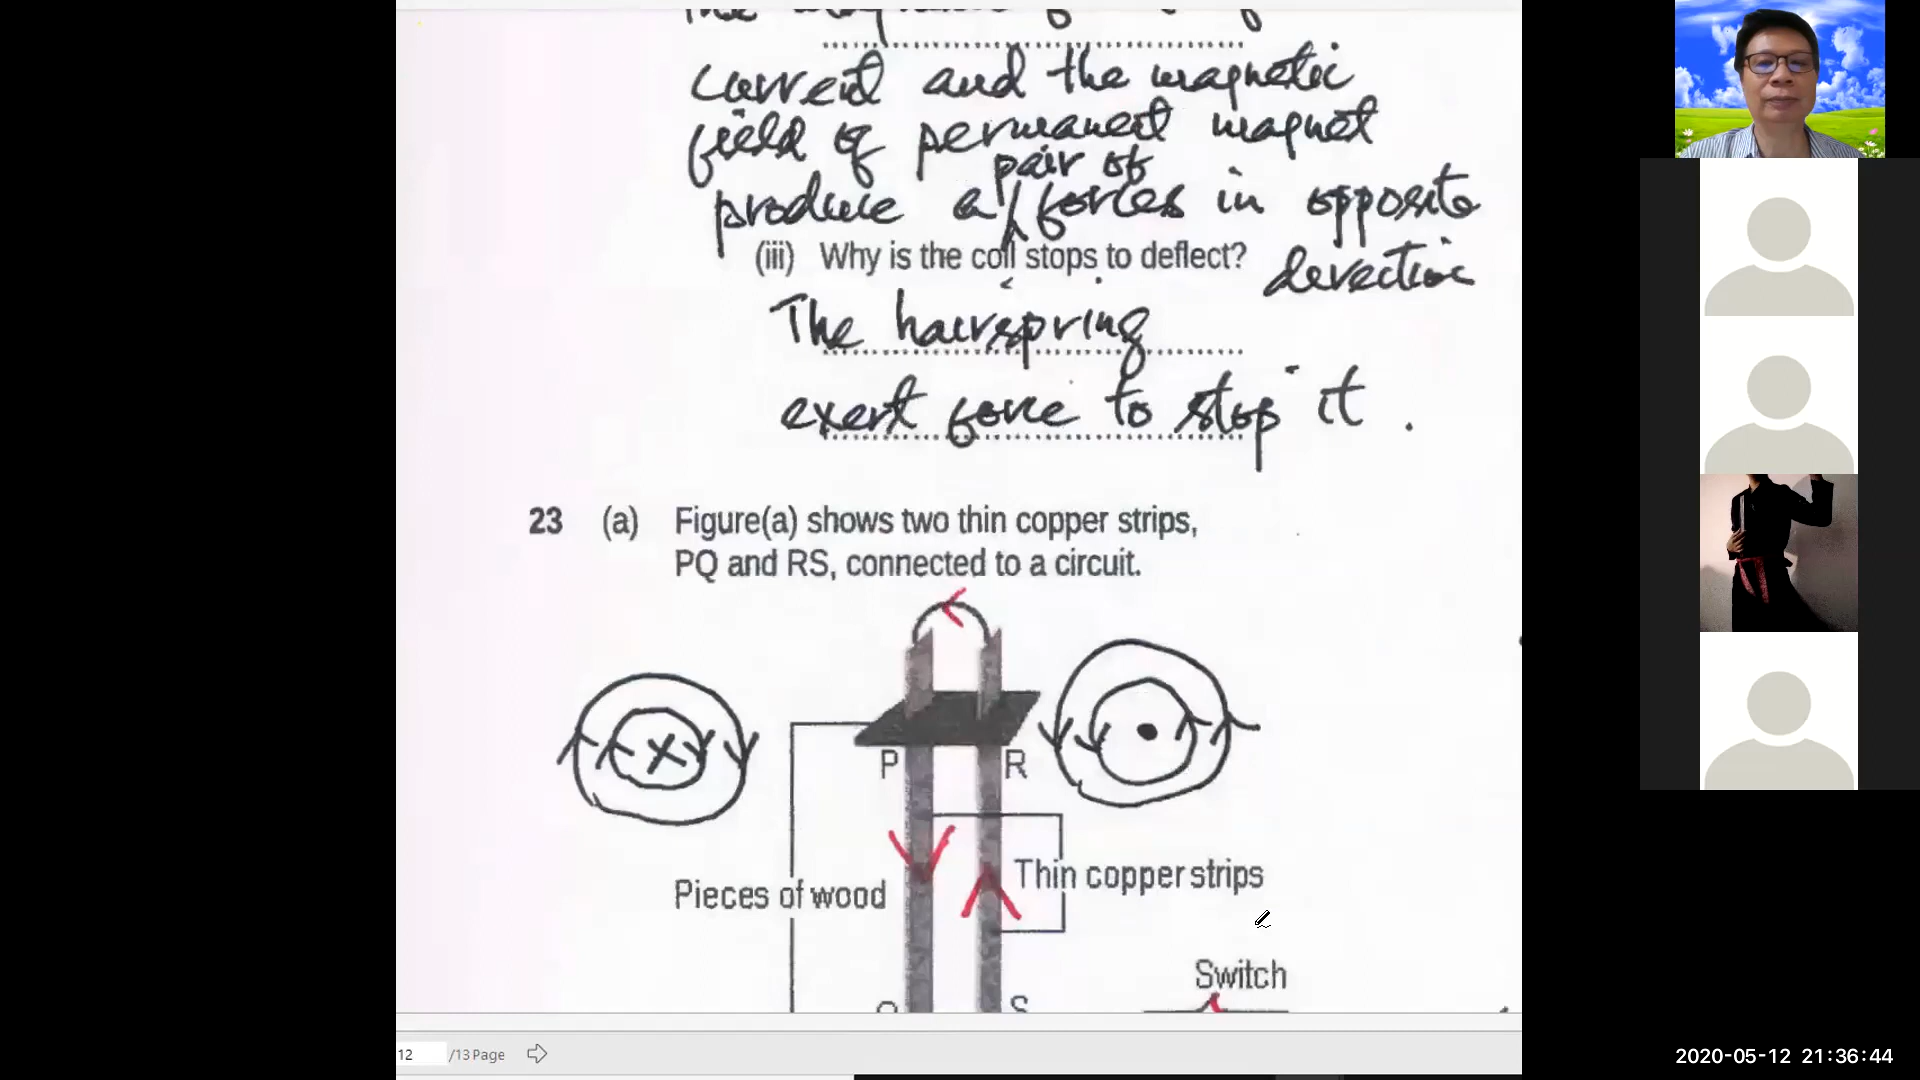 current and the magnetic
field of permanent magnet
pair of
produce a forces in opposite
direction
(iii) Why is the coil stops to deflect?
The hairspring
exert force to stop it .
23 (a) Figure(a) shows two thin copper strips,
PQ and RS, connected to a circuit.
P R
Thin copper strips
Pieces of wood
Switch
Q S
12 /13 Page
2020-05-12 21:36:44